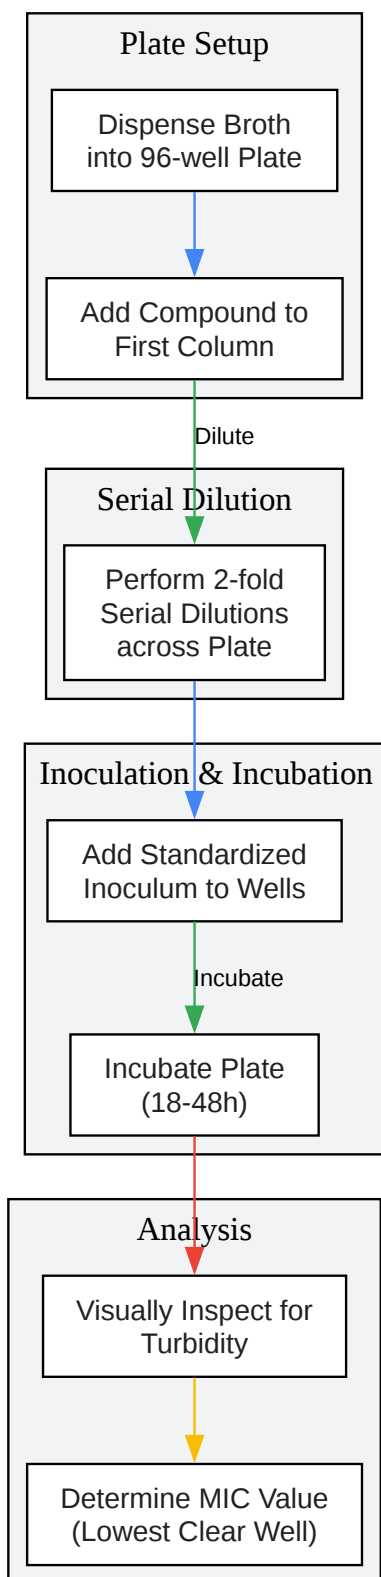 Plate Setup
Dispense Broth
into 96-well Plate
Add Compound to
First Column
Dilute
Serial Dilution
Perform 2-fold
Serial Dilutions
across Plate
Inoculation & Incubation
Add Standardized
Inoculum to Wells
Incubate
Incubate Plate
(18-48h)
Analysis
Visually Inspect for
Turbidity
Determine MIC Value
(Lowest Clear Well)